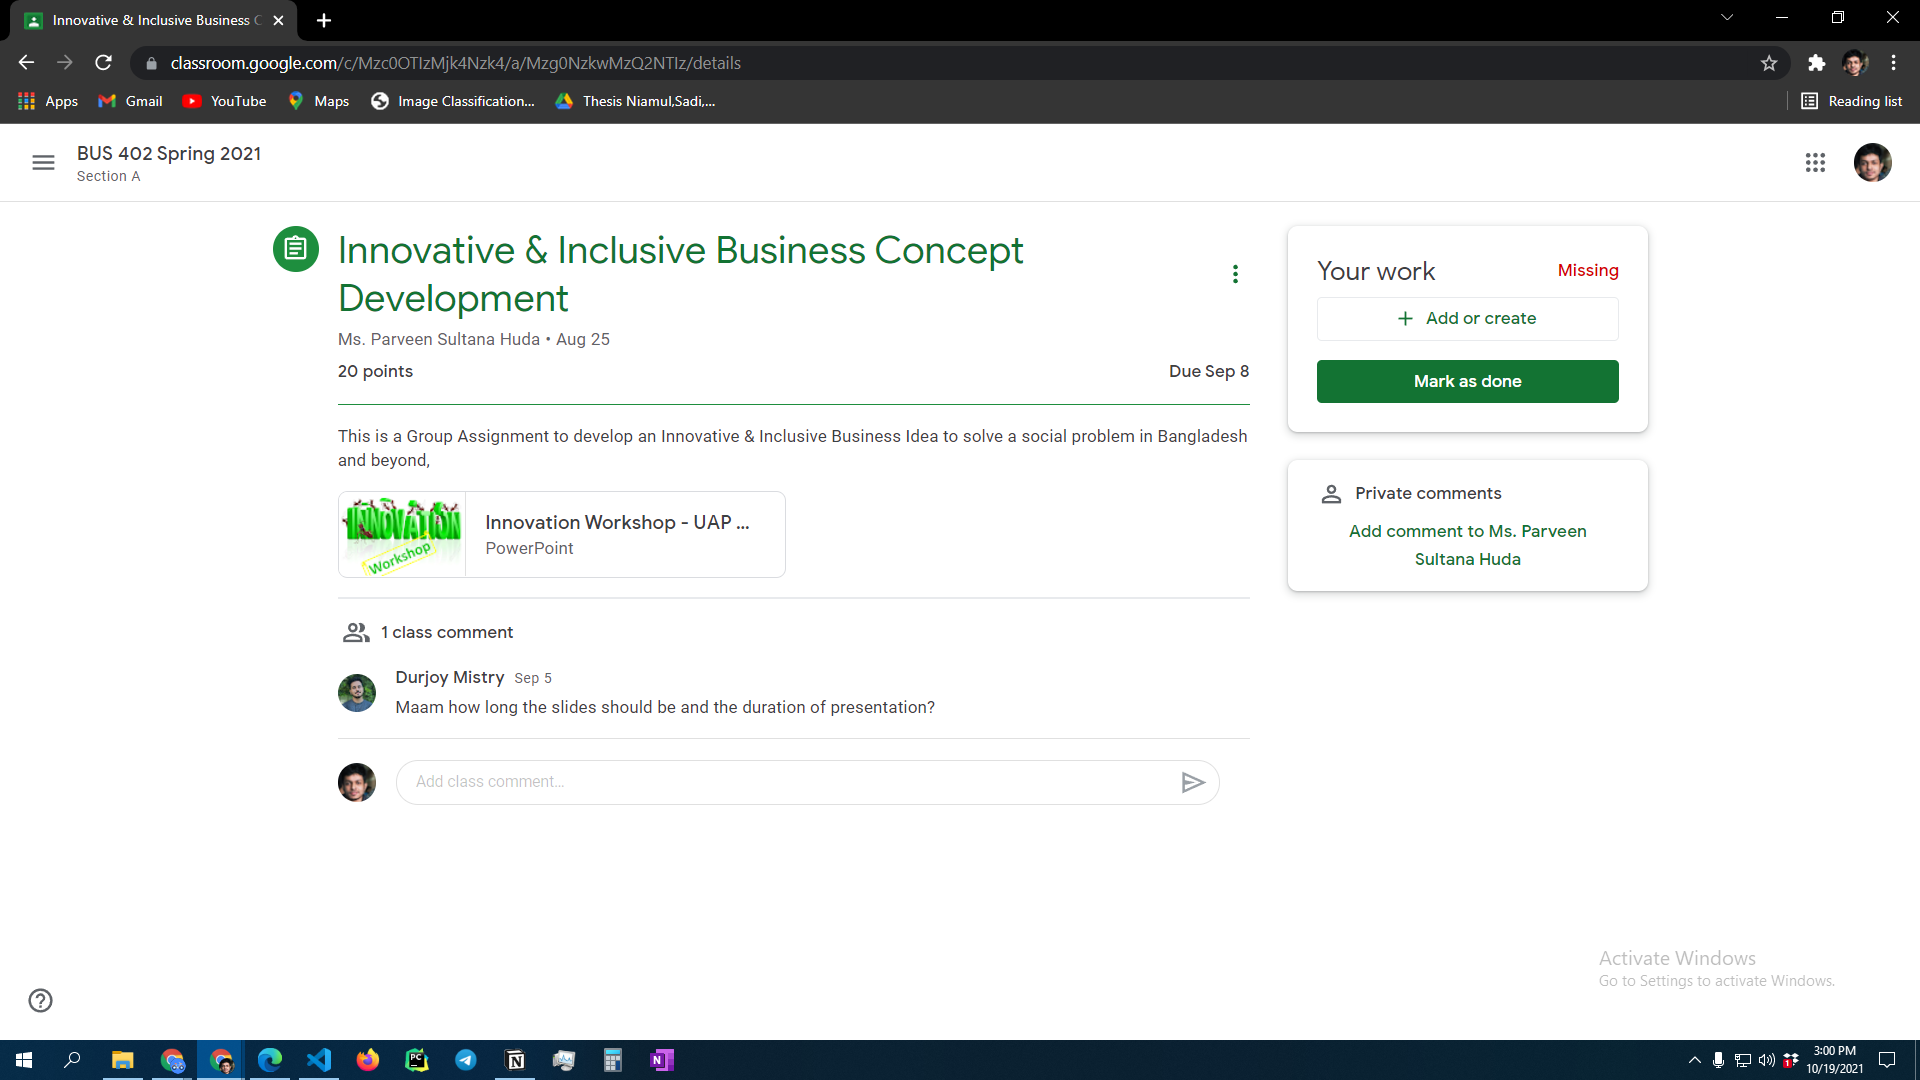 Innovative & Inclusive Business C
classroom.google.com/c/Mzc0OTIzMjk4Nzk4/a/Mzg0NzkwMzQ2NTIz/details
Apps Gmail YouTube Maps Image Classification... Thesis Niamul,Sadi,... Reading list
BUS 402 Spring 2021
Section A
Innovative & Inclusive Business Concept
Development
Ms. Parveen Sultana Huda • Aug 25
20 points Due Sep 8
This is a Group Assignment to develop an Innovative & Inclusive Business Idea to solve a social problem in Bangladesh
and beyond,
INNOVATION
Workshop
Innovation Workshop - UAP ...
PowerPoint
1 class comment
Durjoy Mistry Sep 5
Maam how long the slides should be and the duration of presentation?
Add class comment...
Your work Missing
+ Add or create
Mark as done
Private comments
Add comment to Ms. Parveen
Sultana Huda
Activate Windows
Go to Settings to activate Windows.
3:00 PM
10/19/2021